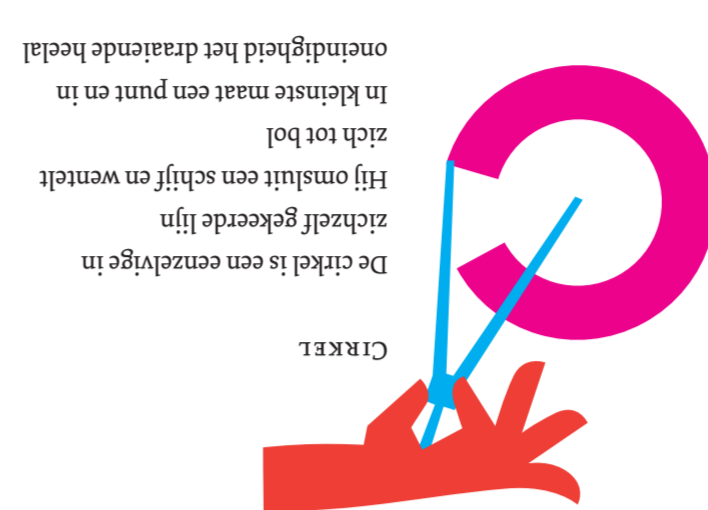 CIRKEL
De cirkel is een eenzelvige in
zichzelf gekeerde lijn
Hij omsluit een schijf en wentelt
zich tot bol
In kleinste maat een punt en in
oneindigheid het draaiende heelal